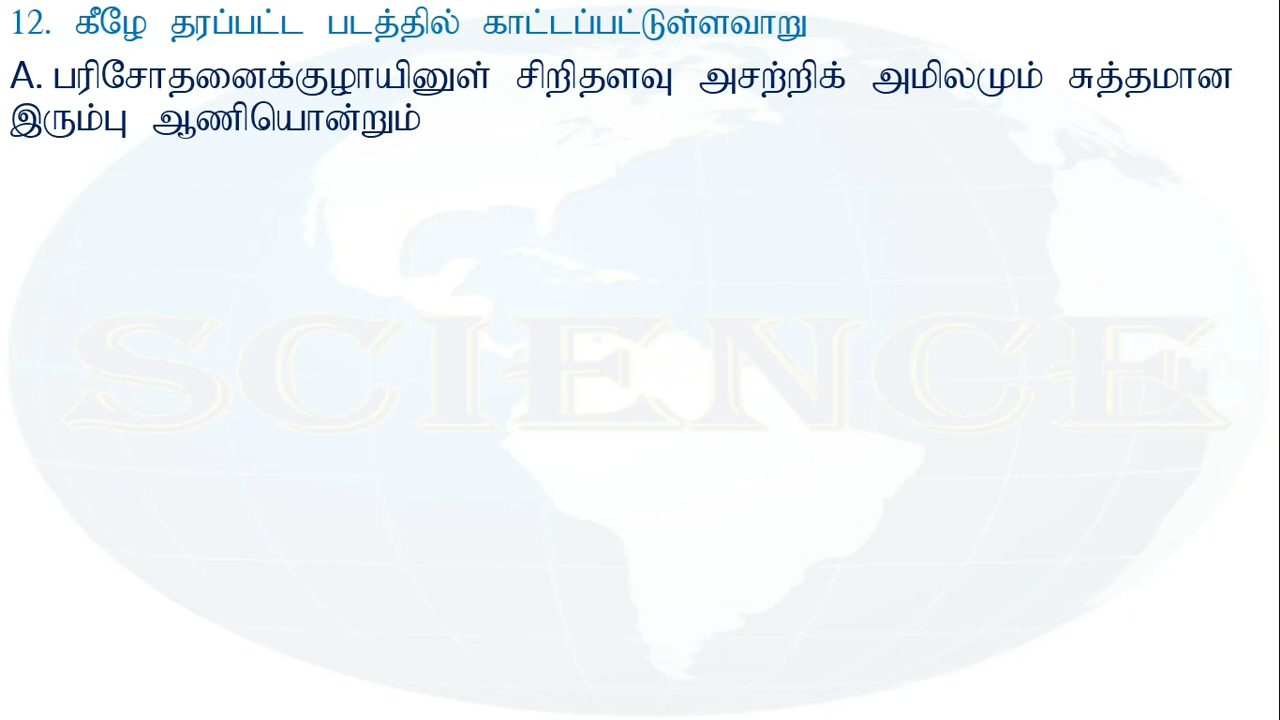 12. கீழே தரப்பட்ட படத்தில் காட்டப்பட்டுள்ளவாறு
A. பரிசோதனைக்குழாயினுள் சிறிதளவு அசற்றிக் அமிலமும் சுத்தமான
இரும்பு ஆணியொன்றும்
SCIENCE